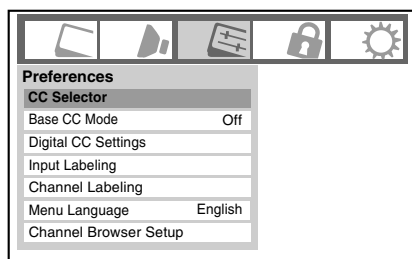 Preferences
CC Selector
Base CC Mode Off
Digital CC Settings
Input Labeling
Channel Labeling
Menu Language English
Channel Browser Setup